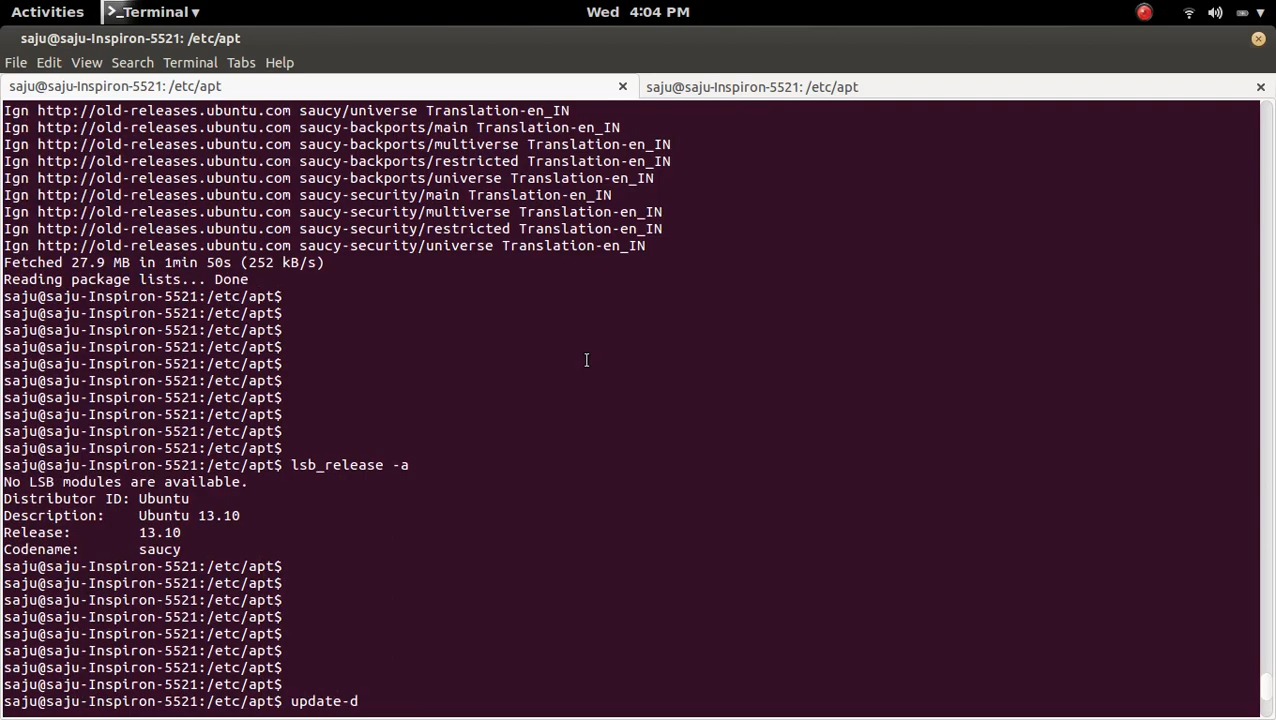 Activities
>_Terminal ▾
Wed 4:04 PM
saju@saju-Inspiron-5521: /etc/apt
File Edit View Search Terminal Tabs Help
saju@saju-Inspiron-5521: /etc/apt
saju@saju-Inspiron-5521: /etc/apt
Ign http://old-releases.ubuntu.com saucy/universe Translation-en_IN
Ign http://old-releases.ubuntu.com saucy-backports/main Translation-en_IN
Ign http://old-releases.ubuntu.com saucy-backports/multiverse Translation-en_IN
Ign http://old-releases.ubuntu.com saucy-backports/restricted Translation-en_IN
Ign http://old-releases.ubuntu.com saucy-backports/universe Translation-en_IN
Ign http://old-releases.ubuntu.com saucy-security/main Translation-en_IN
Ign http://old-releases.ubuntu.com saucy-security/multiverse Translation-en_IN
Ign http://old-releases.ubuntu.com saucy-security/restricted Translation-en_IN
Ign http://old-releases.ubuntu.com saucy-security/universe Translation-en_IN
Fetched 27.9 MB in 1min 50s (252 kB/s)
Reading package lists... Done
saju@saju-Inspiron-5521:/etc/apt$
saju@saju-Inspiron-5521:/etc/apt$
saju@saju-Inspiron-5521:/etc/apt$
saju@saju-Inspiron-5521:/etc/apt$
saju@saju-Inspiron-5521:/etc/apt$
saju@saju-Inspiron-5521:/etc/apt$
saju@saju-Inspiron-5521:/etc/apt$
saju@saju-Inspiron-5521:/etc/apt$
saju@saju-Inspiron-5521:/etc/apt$
saju@saju-Inspiron-5521:/etc/apt$
saju@saju-Inspiron-5521:/etc/apt$ lsb_release -a
No LSB modules are available.
Distributor ID: Ubuntu
Description:    Ubuntu 13.10
Release:        13.10
Codename:       saucy
saju@saju-Inspiron-5521:/etc/apt$
saju@saju-Inspiron-5521:/etc/apt$
saju@saju-Inspiron-5521:/etc/apt$
saju@saju-Inspiron-5521:/etc/apt$
saju@saju-Inspiron-5521:/etc/apt$
saju@saju-Inspiron-5521:/etc/apt$
saju@saju-Inspiron-5521:/etc/apt$
saju@saju-Inspiron-5521:/etc/apt$
saju@saju-Inspiron-5521:/etc/apt$ update-d